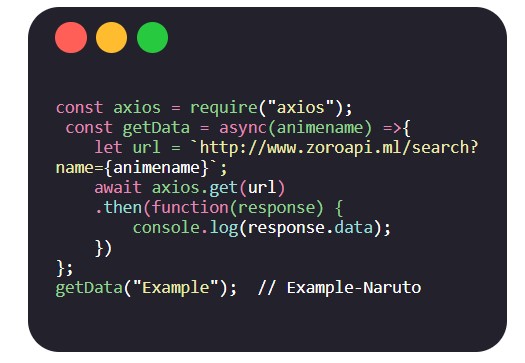 const axios = require("axios");
const getData = async(animename) =>{
let url = `http://www.zoroapi.ml/search?
name={animename}`;
await axios.get(url)
.then(function(response) {
console.log(response.data);
})
};
getData("Example");  // Example-Naruto